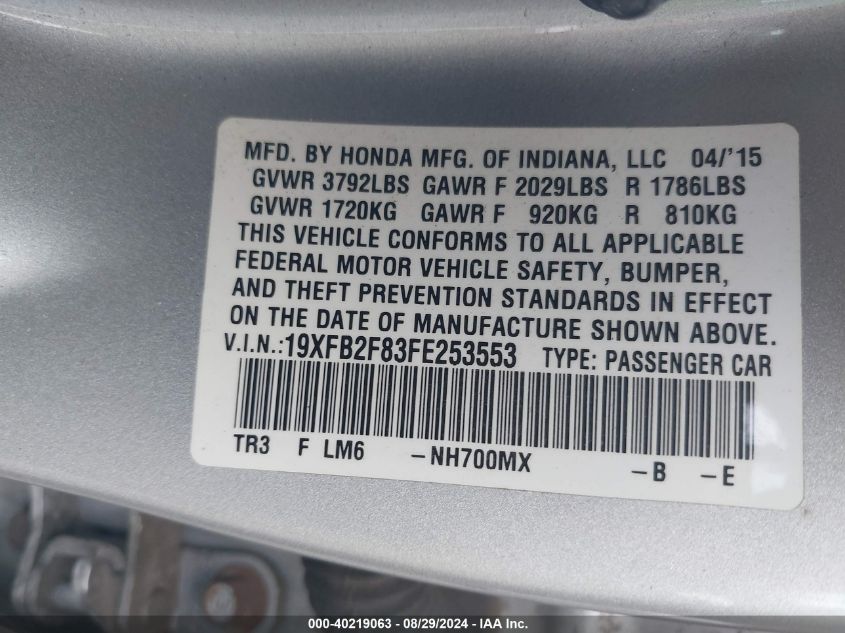 MFD. BY HONDA MFG. OF INDIANA, LLC 04/'15
GVWR 3792LBS GAWR F 2029LBS R 1786LBS
GVWR 1720KG GAWR F 920KG R 810KG
THIS VEHICLE CONFORMS TO ALL APPLICABLE
FEDERAL MOTOR VEHICLE SAFETY, BUMPER,
AND THEFT PREVENTION STANDARDS IN EFFECT
ON THE DATE OF MANUFACTURE SHOWN ABOVE.
V.I.N.:19XFB2F83FE253553 TYPE: PASSENGER CAR
TR3 F LM6 -NH700MX -B -E
000-40219063 - 08/29/2024 - IAA Inc.